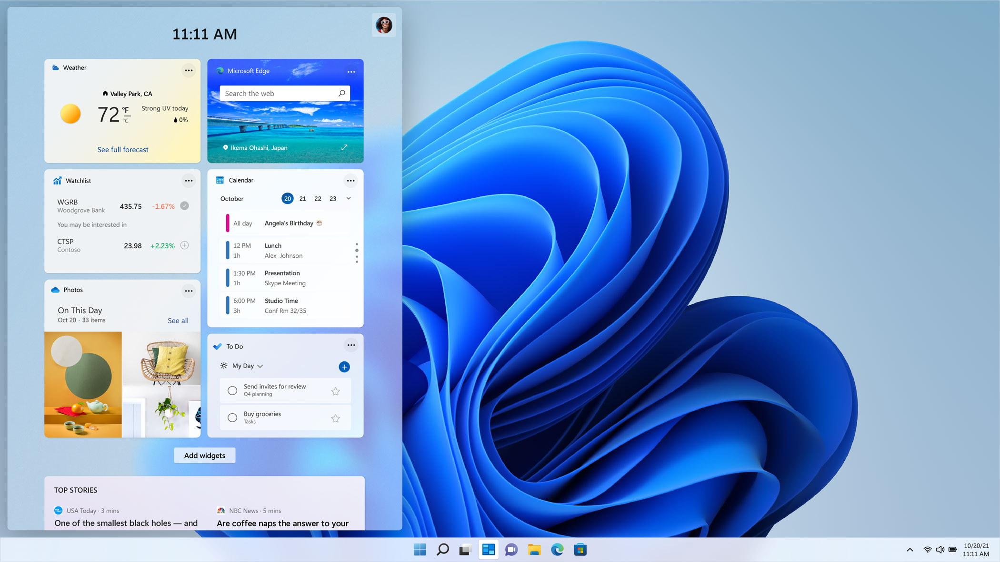 11:11 AM
Weather
Valley Park, CA
72 °F
°C
Strong UV today
0%
See full forecast
Microsoft Edge
Search the web
Ikema Ohashi, Japan
Watchlist
WGRB 435.75 -1.67%
Woodgrove Bank
You may be interested in
CTSP 23.98 +2.23%
Contoso
Calendar
October 20 21 22 23
All day Angela's Birthday
12 PM Lunch
1h Alex Johnson
1:30 PM Presentation
1h Skype Meeting
6:00 PM Studio Time
3h Conf Rm 32/35
Photos
On This Day
Oct 20 · 33 items
See all
To Do
My Day
Send invites for review
Q4 planning
Buy groceries
Tasks
Add widgets
TOP STORIES
USA Today · 3 mins
One of the smallest black holes — and
NBC News · 5 mins
Are coffee naps the answer to your
10/20/21
11:11 AM